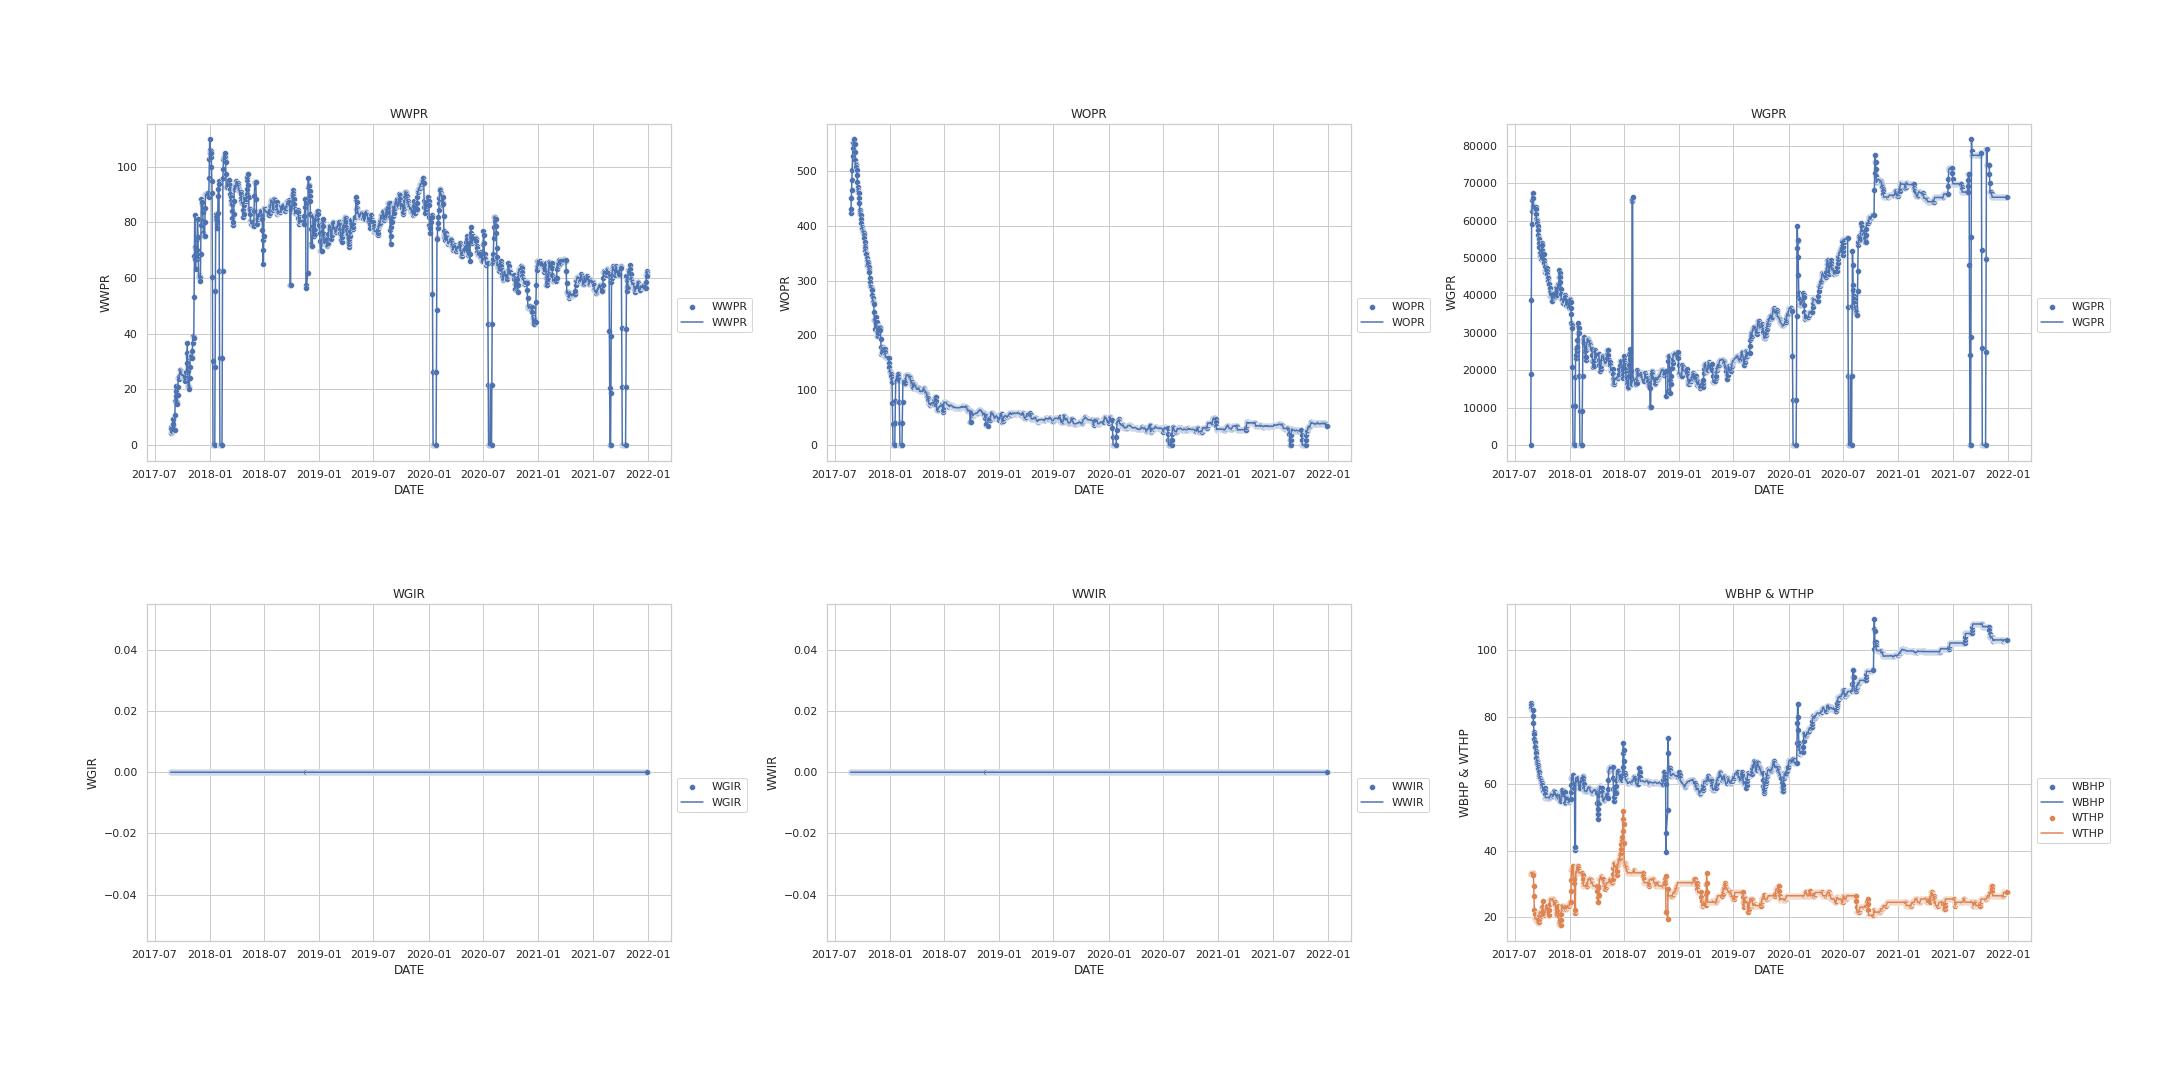 WWPR
WWPR
100
80
60
40
20
0
2017-07 2018-01 2018-07 2019-01 2019-07 2020-01 2020-07 2021-01 2021-07 2022-01
DATE
WWPR
WWPR
WOPR
WOPR
500
400
300
200
100
0
2017-07 2018-01 2018-07 2019-01 2019-07 2020-01 2020-07 2021-01 2021-07 2022-01
DATE
WOPR
WOPR
WGPR
WGPR
80000
70000
60000
50000
40000
30000
20000
10000
0
2017-07 2018-01 2018-07 2019-01 2019-07 2020-01 2020-07 2021-01 2021-07 2022-01
DATE
WGPR
WGPR
WGIR
WGIR
0.04
0.02
0.00
−0.02
−0.04
2017-07 2018-01 2018-07 2019-01 2019-07 2020-01 2020-07 2021-01 2021-07 2022-01
DATE
WGIR
WGIR
WWIR
WWIR
0.04
0.02
0.00
−0.02
−0.04
2017-07 2018-01 2018-07 2019-01 2019-07 2020-01 2020-07 2021-01 2021-07 2022-01
DATE
WWIR
WWIR
WBHP & WTHP
WBHP & WTHP
100
80
60
40
20
2017-07 2018-01 2018-07 2019-01 2019-07 2020-01 2020-07 2021-01 2021-07 2022-01
DATE
WBHP
WBHP
WTHP
WTHP